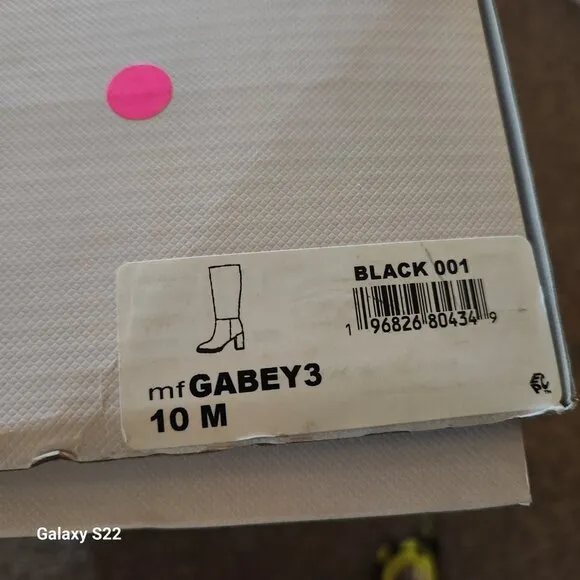 BLACK 001
1 96826 80434 9
mfGABEY3
10 M
Galaxy S22